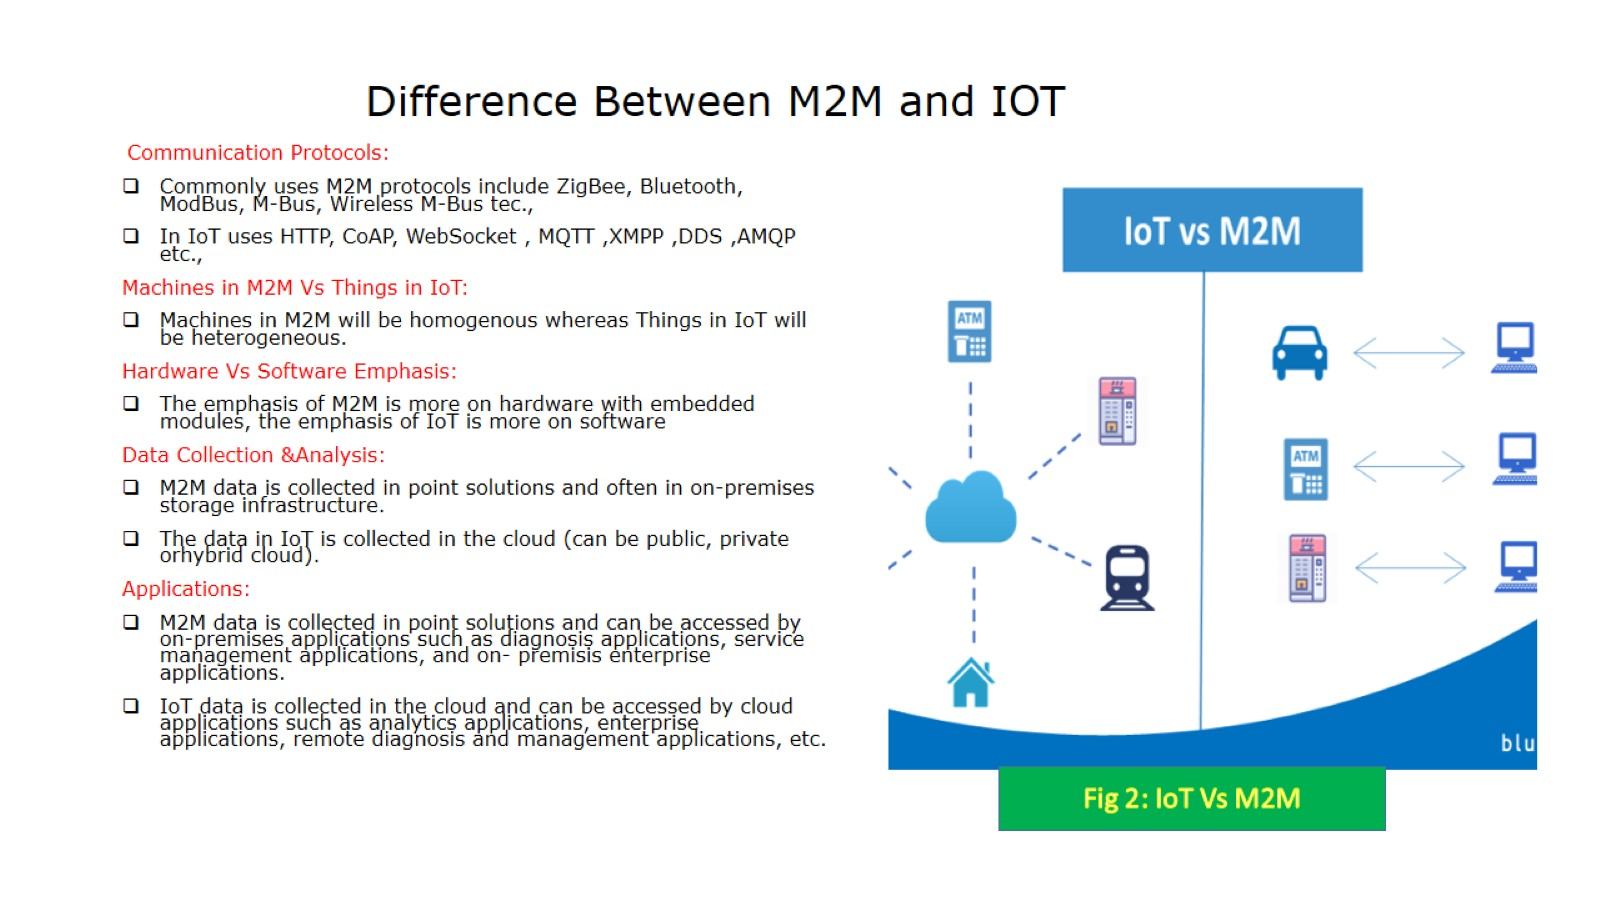 Difference Between M2M and IOT
Communication Protocols:
❑ Commonly uses M2M protocols include ZigBee, Bluetooth,
ModBus, M-Bus, Wireless M-Bus tec.,
❑ In IoT uses HTTP, CoAP, WebSocket , MQTT ,XMPP ,DDS ,AMQP
etc.,
Machines in M2M Vs Things in IoT:
❑ Machines in M2M will be homogenous whereas Things in IoT will
be heterogeneous.
Hardware Vs Software Emphasis:
❑ The emphasis of M2M is more on hardware with embedded
modules, the emphasis of IoT is more on software
Data Collection &Analysis:
❑ M2M data is collected in point solutions and often in on-premises
storage infrastructure.
❑ The data in IoT is collected in the cloud (can be public, private
orhybrid cloud).
Applications:
❑ M2M data is collected in point solutions and can be accessed by
on-premises applications such as diagnosis applications, service
management applications, and on- premisis enterprise
applications.
❑ IoT data is collected in the cloud and can be accessed by cloud
applications such as analytics applications, enterprise
applications, remote diagnosis and management applications, etc.
IoT vs M2M
ATM
ATM
blu
Fig 2: IoT Vs M2M